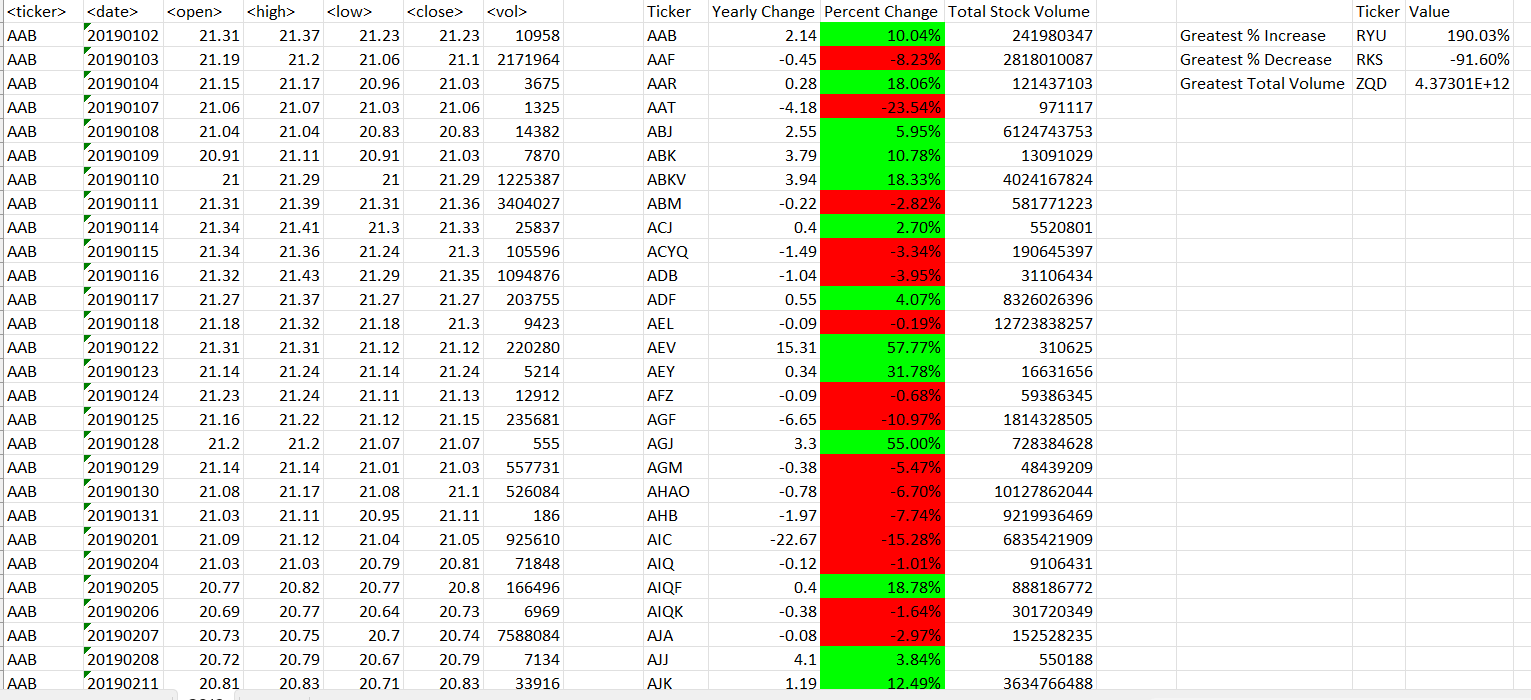 <ticker> <date> <open> <high> <low> <close> <vol> Ticker Yearly Change Percent Change Total Stock Volume Ticker Value
AAB 20190102 21.31 21.37 21.23 21.23 10958 AAB 2.14 10.04% 241980347 Greatest % Increase RYU 190.03%
AAB 20190103 21.19 21.2 21.06 21.1 2171964 AAF -0.45 -8.23% 2818010087 Greatest % Decrease RKS -91.60%
AAB 20190104 21.15 21.17 20.96 21.03 3675 AAR 0.28 18.06% 121437103 Greatest Total Volume ZQD 4.37301E+12
AAB 20190107 21.06 21.07 21.03 21.06 1325 AAT -4.18 -23.54% 971117
AAB 20190108 21.04 21.04 20.83 20.83 14382 ABJ 2.55 5.95% 6124743753
AAB 20190109 20.91 21.11 20.91 21.03 7870 ABK 3.79 10.78% 13091029
AAB 20190110 21 21.29 21 21.29 1225387 ABKV 3.94 18.33% 4024167824
AAB 20190111 21.31 21.39 21.31 21.36 3404027 ABM -0.22 -2.82% 581771223
AAB 20190114 21.34 21.41 21.3 21.33 25837 ACJ 0.4 2.70% 5520801
AAB 20190115 21.34 21.36 21.24 21.3 105596 ACYQ -1.49 -3.34% 190645397
AAB 20190116 21.32 21.43 21.29 21.35 1094876 ADB -1.04 -3.95% 31106434
AAB 20190117 21.27 21.37 21.27 21.27 203755 ADF 0.55 4.07% 8326026396
AAB 20190118 21.18 21.32 21.18 21.3 9423 AEL -0.09 -0.19% 12723838257
AAB 20190122 21.31 21.31 21.12 21.12 220280 AEV 15.31 57.77% 310625
AAB 20190123 21.14 21.24 21.14 21.24 5214 AEY 0.34 31.78% 16631656
AAB 20190124 21.23 21.24 21.11 21.13 12912 AFZ -0.09 -0.68% 59386345
AAB 20190125 21.16 21.22 21.12 21.15 235681 AGF -6.65 -10.97% 1814328505
AAB 20190128 21.2 21.2 21.07 21.07 555 AGJ 3.3 55.00% 728384628
AAB 20190129 21.14 21.14 21.01 21.03 557731 AGM -0.38 -5.47% 48439209
AAB 20190130 21.08 21.17 21.08 21.1 526084 AHAO -0.78 -6.70% 10127862044
AAB 20190131 21.03 21.11 20.95 21.11 186 AHB -1.97 -7.74% 9219936469
AAB 20190201 21.09 21.12 21.04 21.05 925610 AIC -22.67 -15.28% 6835421909
AAB 20190204 21.03 21.03 20.79 20.81 71848 AIQ -0.12 -1.01% 9106431
AAB 20190205 20.77 20.82 20.77 20.8 166496 AIQF 0.4 18.78% 888186772
AAB 20190206 20.69 20.77 20.64 20.73 6969 AIQK -0.38 -1.64% 301720349
AAB 20190207 20.73 20.75 20.7 20.74 7588084 AJA -0.08 -2.97% 152528235
AAB 20190208 20.72 20.79 20.67 20.79 7134 AJJ 4.1 3.84% 550188
AAB 20190211 20.81 20.83 20.71 20.83 33916 AJK 1.19 12.49% 3634766488